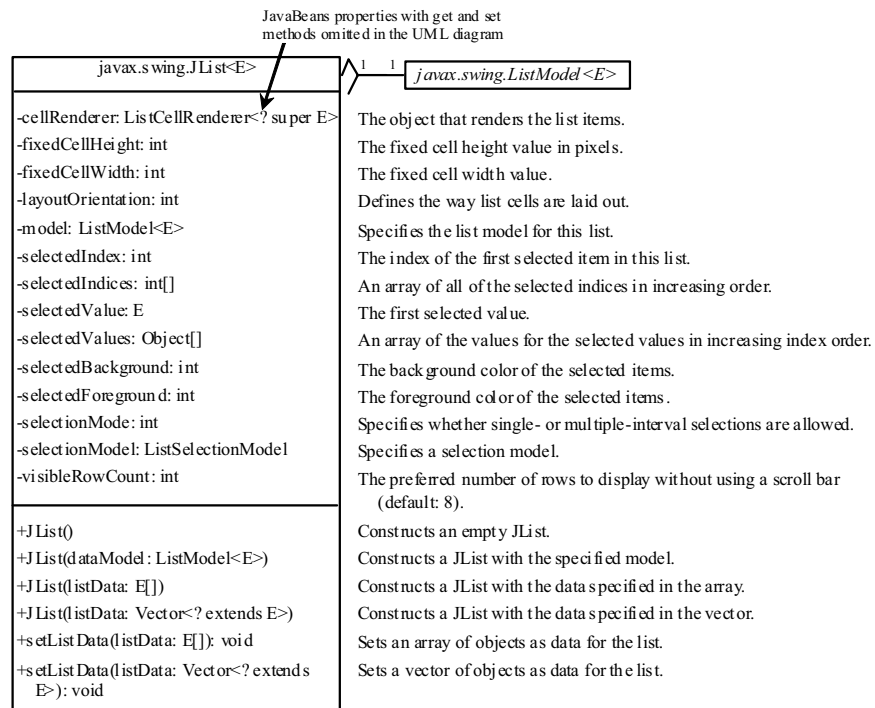 JavaBeans properties with get and set
methods omitted in the UML diagram
javax.swing.JList<E>
1 1
javax.swing.ListModel<E>
-cellRenderer: ListCellRenderer<? super E> The object that renders the list items.
-fixedCellHeight: int The fixed cell height value in pixels.
-fixedCellWidth: int The fixed cell width value.
-layoutOrientation: int Defines the way list cells are laid out.
-model: ListModel<E> Specifies the list model for this list.
-selectedIndex: int The index of the first selected item in this list.
-selectedIndices: int[] An array of all of the selected indices in increasing order.
-selectedValue: E The first selected value.
-selectedValues: Object[] An array of the values for the selected values in increasing index order.
-selectedBackground: int The background color of the selected items.
-selectedForeground: int The foreground color of the selected items.
-selectionMode: int Specifies whether single- or multiple-interval selections are allowed.
-selectionModel: ListSelectionModel Specifies a selection model.
-visibleRowCount: int The preferred number of rows to display without using a scroll bar
(default: 8).
+JList() Constructs an empty JList.
+JList(dataModel: ListModel<E>) Constructs a JList with the specified model.
+JList(listData: E[]) Constructs a JList with the data specified in the array.
+JList(listData: Vector<? extends E>) Constructs a JList with the data specified in the vector.
+setListData(listData: E[]): void Sets an array of objects as data for the list.
+setListData(listData: Vector<? extends Sets a vector of objects as data for the list.
E>): void